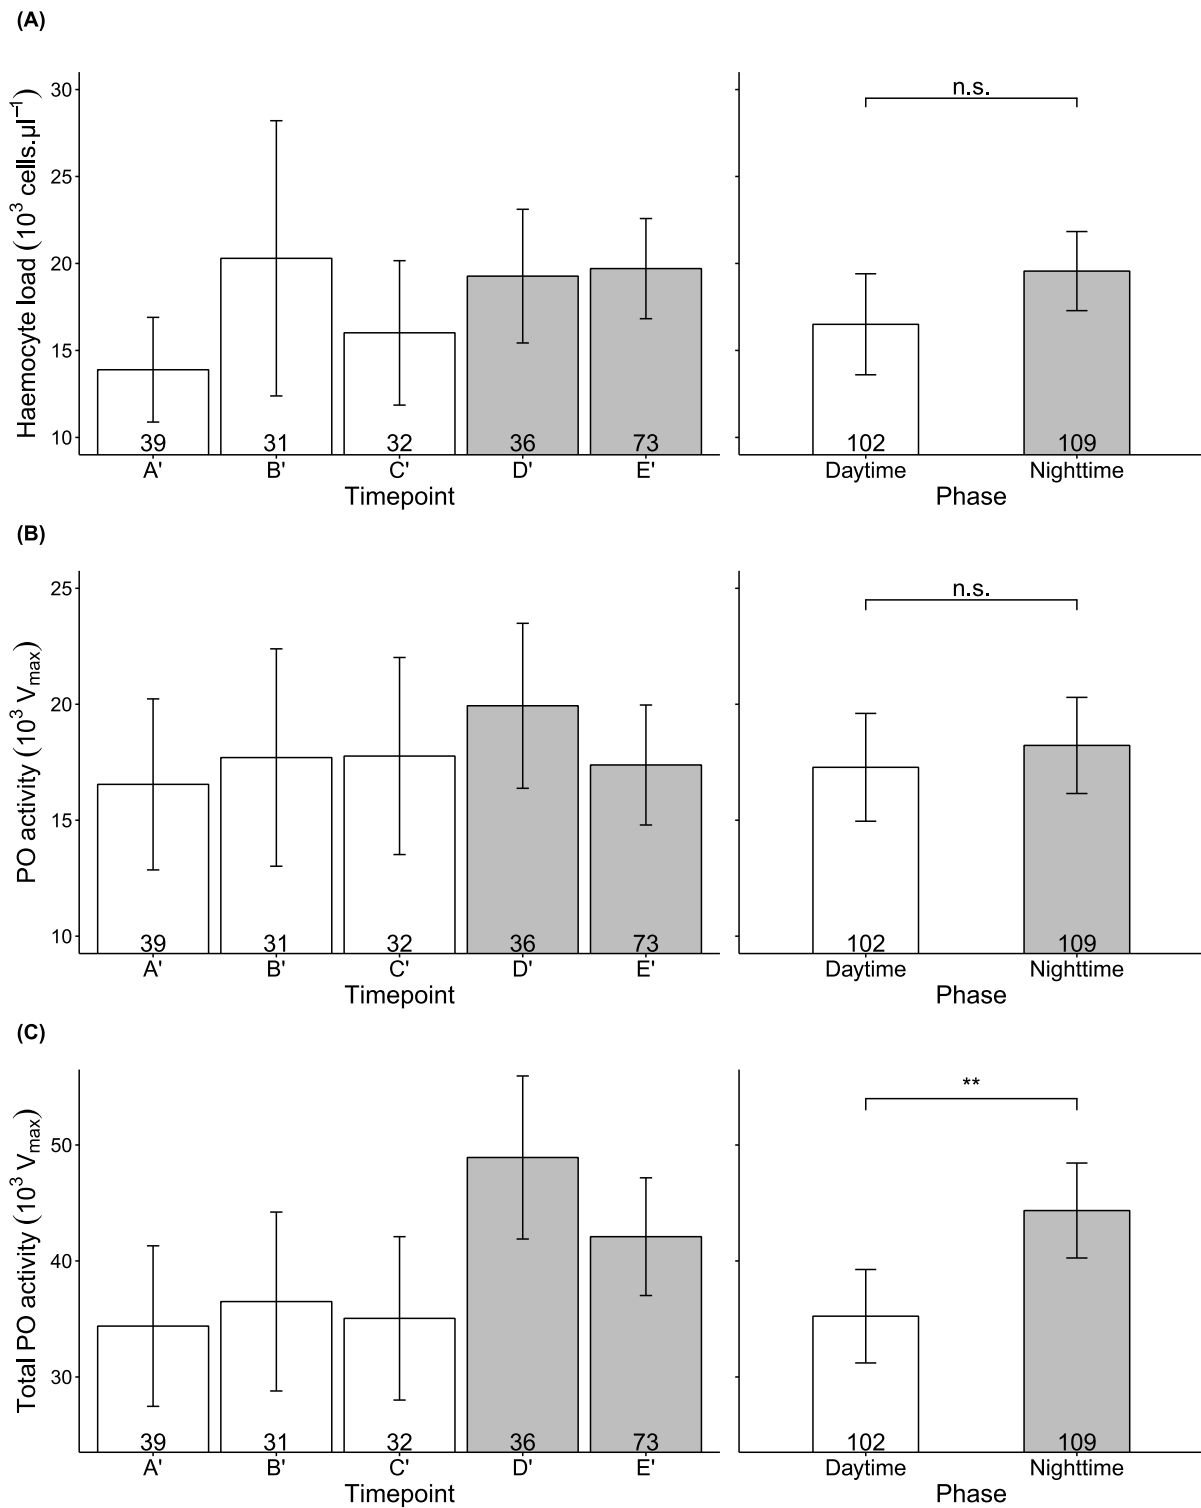 (A)
Haemocyte load (10³ cells.µl⁻¹)
30
25
20
15
10
39 31 32 36 73
A' B' C' D' E'
Timepoint
n.s.
102 109
Daytime Nighttime
Phase
(B)
PO activity (10³ Vmax)
25
20
15
10
39 31 32 36 73
A' B' C' D' E'
Timepoint
n.s.
102 109
Daytime Nighttime
Phase
(C)
Total PO activity (10³ Vmax)
50
40
30
39 31 32 36 73
A' B' C' D' E'
Timepoint
**
102 109
Daytime Nighttime
Phase